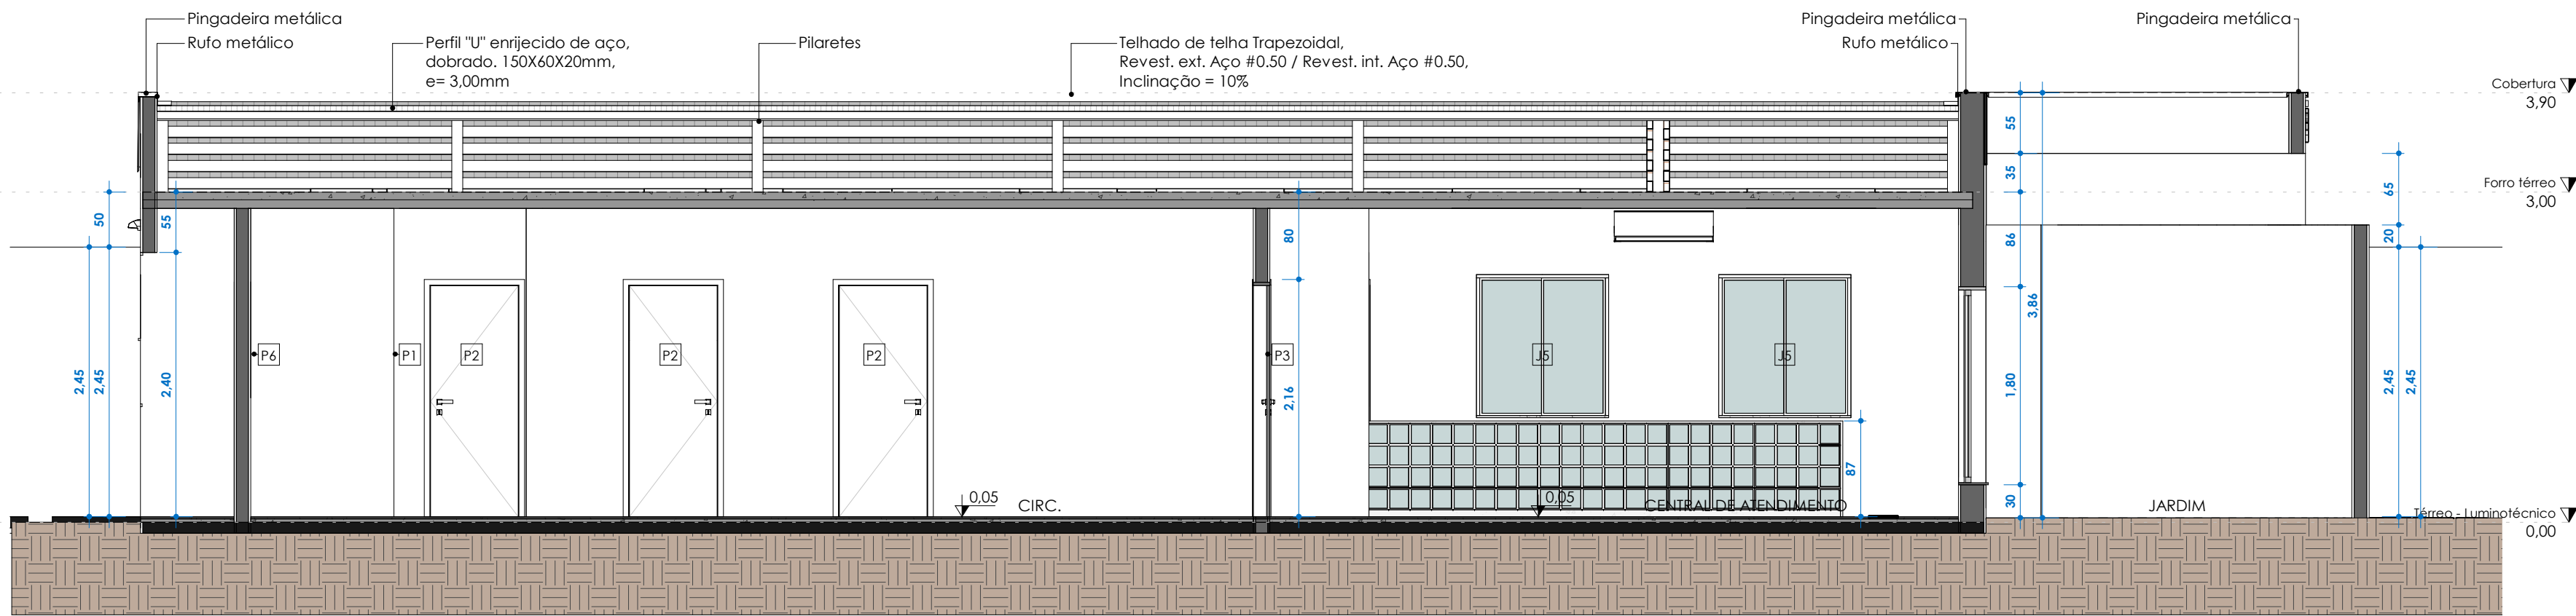 Pingadeira metálica
Rufo metálico
Perfil "U" enrijecido de aço,
dobrado. 150X60X20mm,
e= 3,00mm
Pilaretes
Telhado de telha Trapezoidal,
Revest. ext. Aço #0.50 / Revest. int. Aço #0.50,
Inclinação = 10%
Pingadeira metálica
Rufo metálico
Pingadeira metálica
Cobertura
3,90
Forro térreo
3,00
Térreo - Luminotécnico
0,00
50
55
2,45
2,45
2,40
P6
P1
P2
P2
P2
0,05
CIRC.
80
P3
2,16
J5
J5
0,05
CENTRAL DE ATENDIMENTO
87
55
35
86
3,86
1,80
30
JARDIM
65
20
2,45
2,45